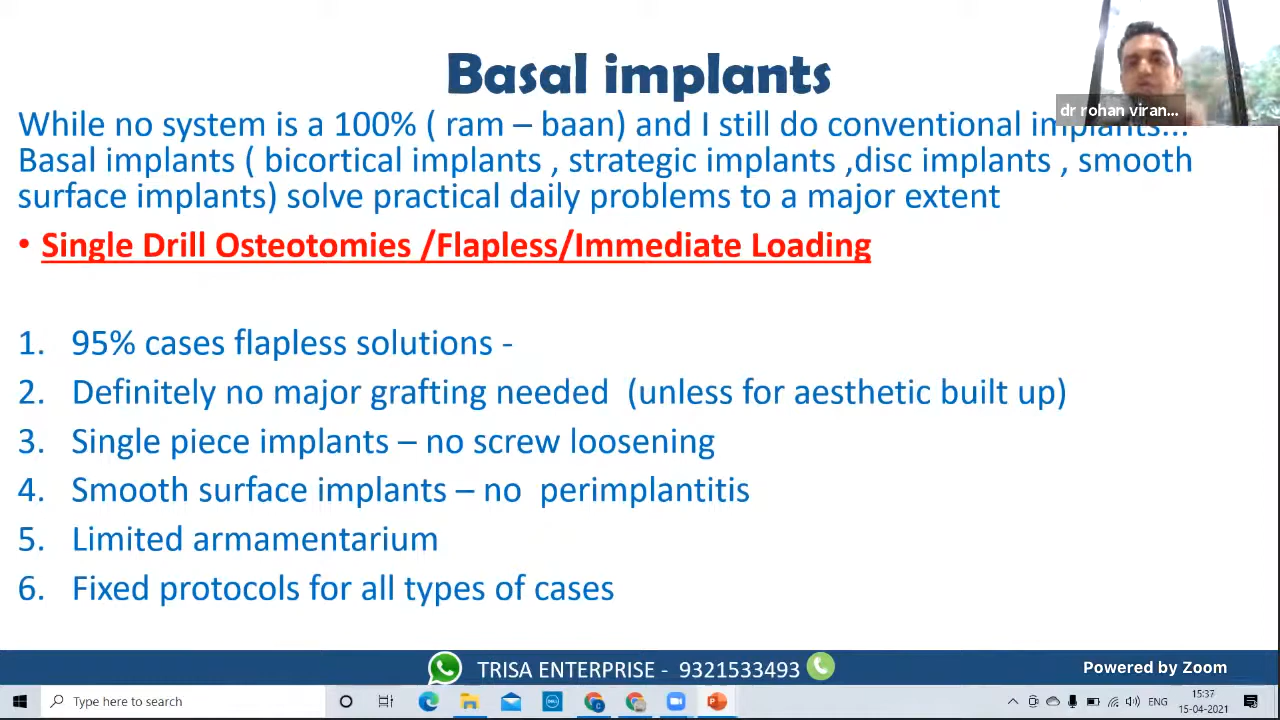 Basal implants
dr rohan viran...
While no system is a 100% ( ram – baan) and I still do conventional implants...
Basal implants ( bicortical implants , strategic implants ,disc implants , smooth
surface implants) solve practical daily problems to a major extent
• Single Drill Osteotomies /Flapless/Immediate Loading
1. 95% cases flapless solutions -
2. Definitely no major grafting needed (unless for aesthetic built up)
3. Single piece implants – no screw loosening
4. Smooth surface implants – no perimplantitis
5. Limited armamentarium
6. Fixed protocols for all types of cases
TRISA ENTERPRISE - 9321533493
Powered by Zoom
Type here to search
ENG
15:37
15-04-2021